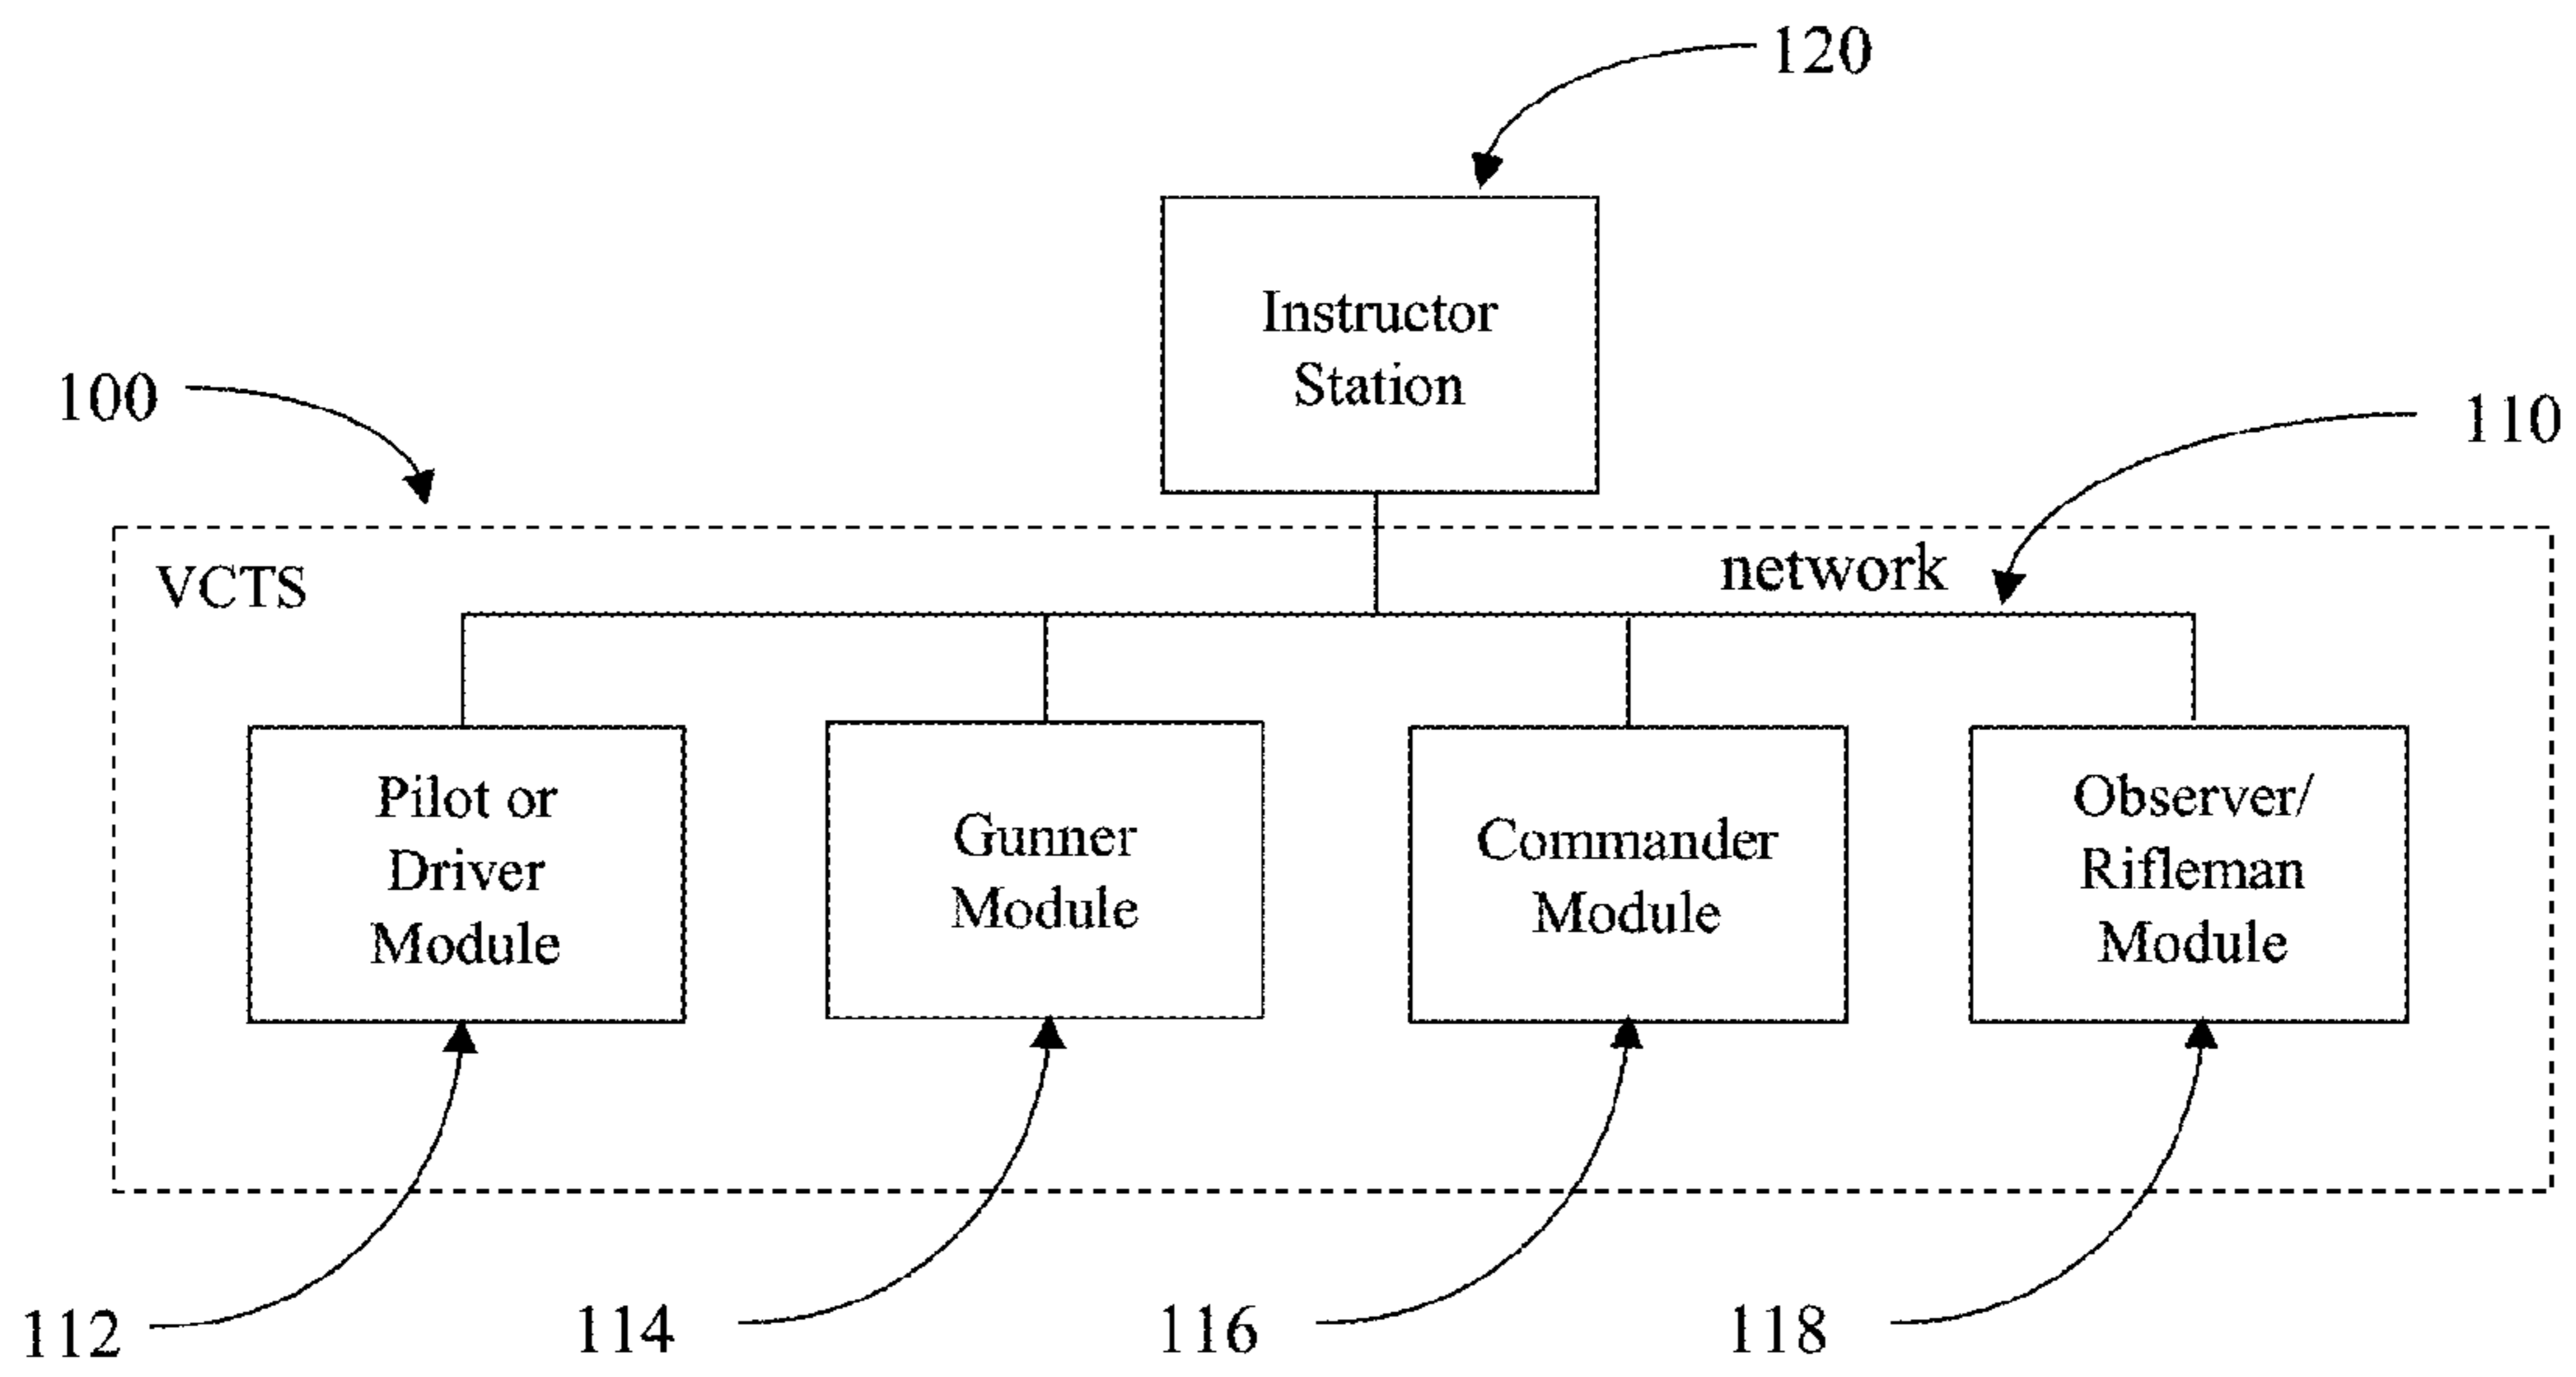 120
Instructor
Station
100
110
VCTS
network
Pilot or
Driver
Module
Gunner
Module
Commander
Module
Observer/
Rifleman
Module
112
114
116
118